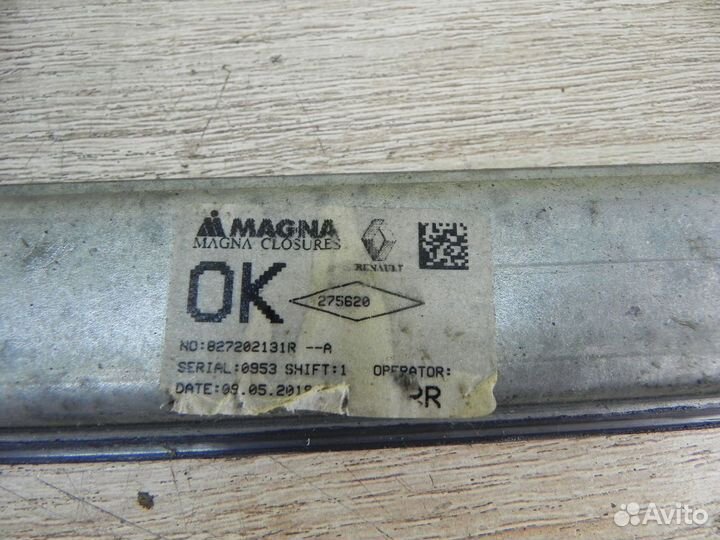 MAGNA
MAGNA CLOSURES
RENAULT
OK
275620
NO:827202131R --A
SERIAL:0953 SHIFT:1 OPERATOR:
DATE:09.05.201
RR
Avito